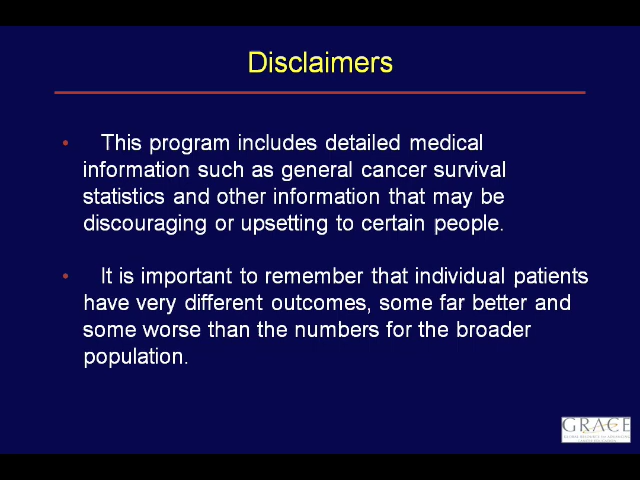 Disclaimers
• This program includes detailed medical
information such as general cancer survival
statistics and other information that may be
discouraging or upsetting to certain people.
• It is important to remember that individual patients
have very different outcomes, some far better and
some worse than the numbers for the broader
population.
GRACE